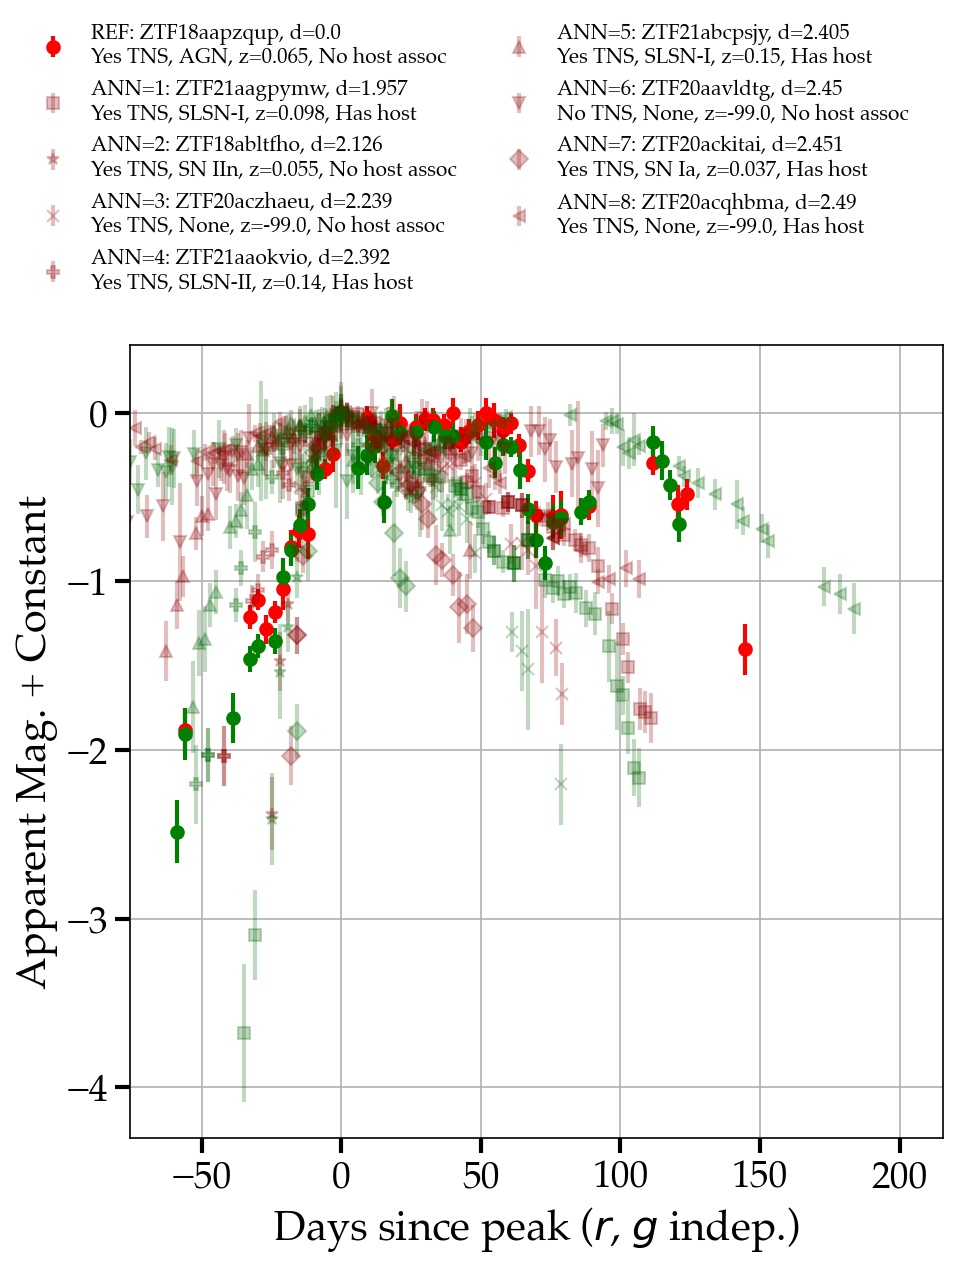 REF: ZTF18aapzqup, d=0.0
Yes TNS, AGN, z=0.065, No host assoc
ANN=1: ZTF21aagpymw, d=1.957
Yes TNS, SLSN-I, z=0.098, Has host
ANN=2: ZTF18abltfho, d=2.126
Yes TNS, SN IIn, z=0.055, No host assoc
ANN=3: ZTF20aczhaeu, d=2.239
Yes TNS, None, z=-99.0, No host assoc
ANN=4: ZTF21aaokvio, d=2.392
Yes TNS, SLSN-II, z=0.14, Has host
ANN=5: ZTF21abcpsjy, d=2.405
Yes TNS, SLSN-I, z=0.15, Has host
ANN=6: ZTF20aavldtg, d=2.45
No TNS, None, z=-99.0, No host assoc
ANN=7: ZTF20ackitai, d=2.451
Yes TNS, SN Ia, z=0.037, Has host
ANN=8: ZTF20acqhbma, d=2.49
Yes TNS, None, z=-99.0, Has host
Apparent Mag. + Constant
0
−1
−2
−3
−4
−50
0
50
100
150
200
Days since peak (r, g indep.)